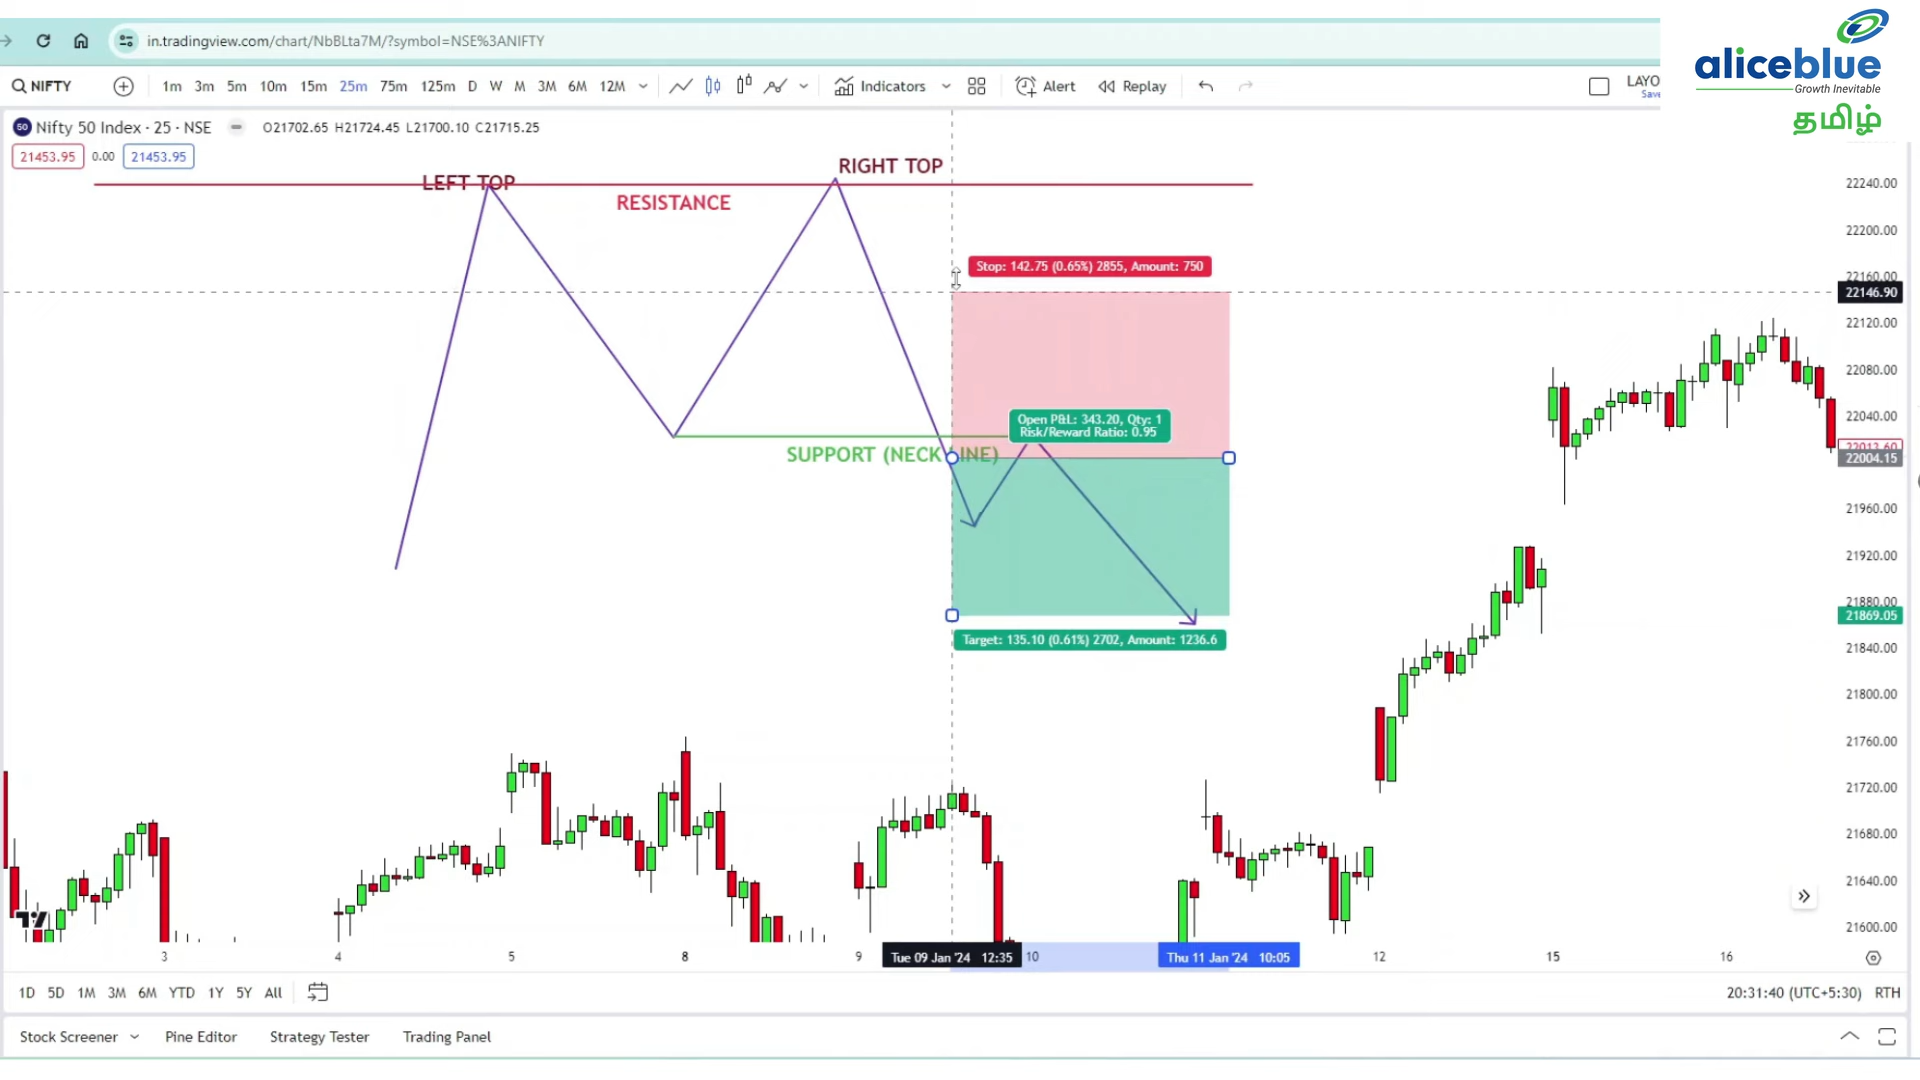 in.tradingview.com/chart/NbBLta7M/?symbol=NSE%3ANIFTY
aliceblue
Growth Inevitable
தமிழ்
NIFTY 1m 3m 5m 10m 15m 25m 75m 125m D W M 3M 6M 12M Indicators Alert Replay LAYO
Save
50 Nifty 50 Index · 25 · NSE O21702.65 H21724.45 L21700.10 C21715.25
21453.95 0.00 21453.95
RIGHT TOP
LEFT TOP
RESISTANCE
Stop: 142.75 (0.65%) 2855, Amount: 750
Open P&L: 343.20, Qty: 1
Risk/Reward Ratio: 0.95
SUPPORT (NECK LINE)
Target: 135.10 (0.61%) 2702, Amount: 1236.6
22240.00
22200.00
22160.00
22146.90
22120.00
22080.00
22040.00
22013.60
22004.15
21960.00
21920.00
21880.00
21869.05
21840.00
21800.00
21760.00
21720.00
21680.00
21640.00
21600.00
3 4 5 8 9 Tue 09 Jan '24 12:35 10 Thu 11 Jan '24 10:05 12 15 16
1D 5D 1M 3M 6M YTD 1Y 5Y All 20:31:40 (UTC+5:30) RTH
Stock Screener Pine Editor Strategy Tester Trading Panel